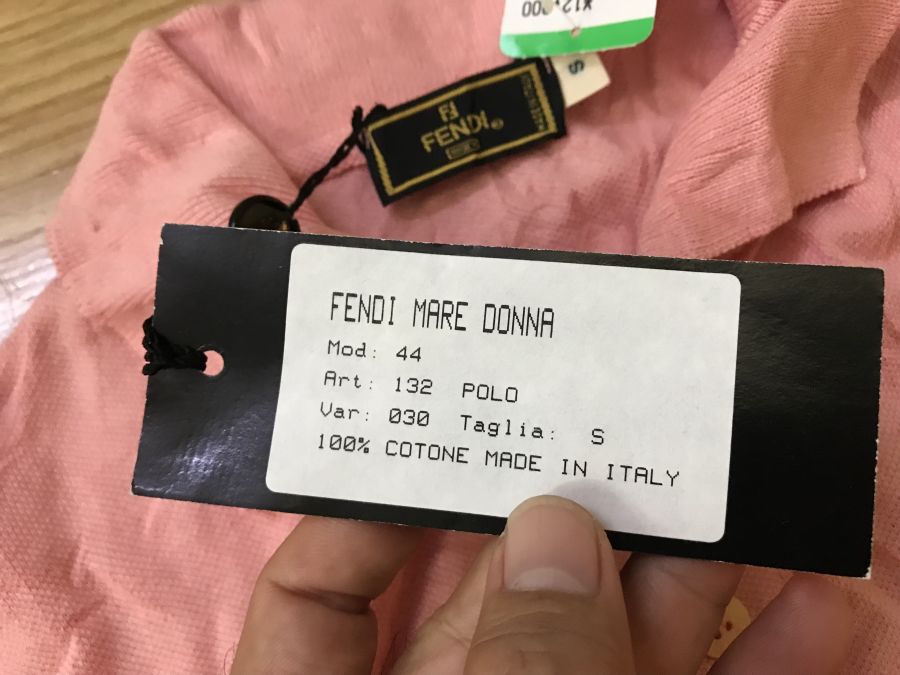 S
FENDI
FENDI MARE DONNA
Mod: 44
Art: 132 POLO
Var: 030 Taglia: S
100% COTONE MADE IN ITALY